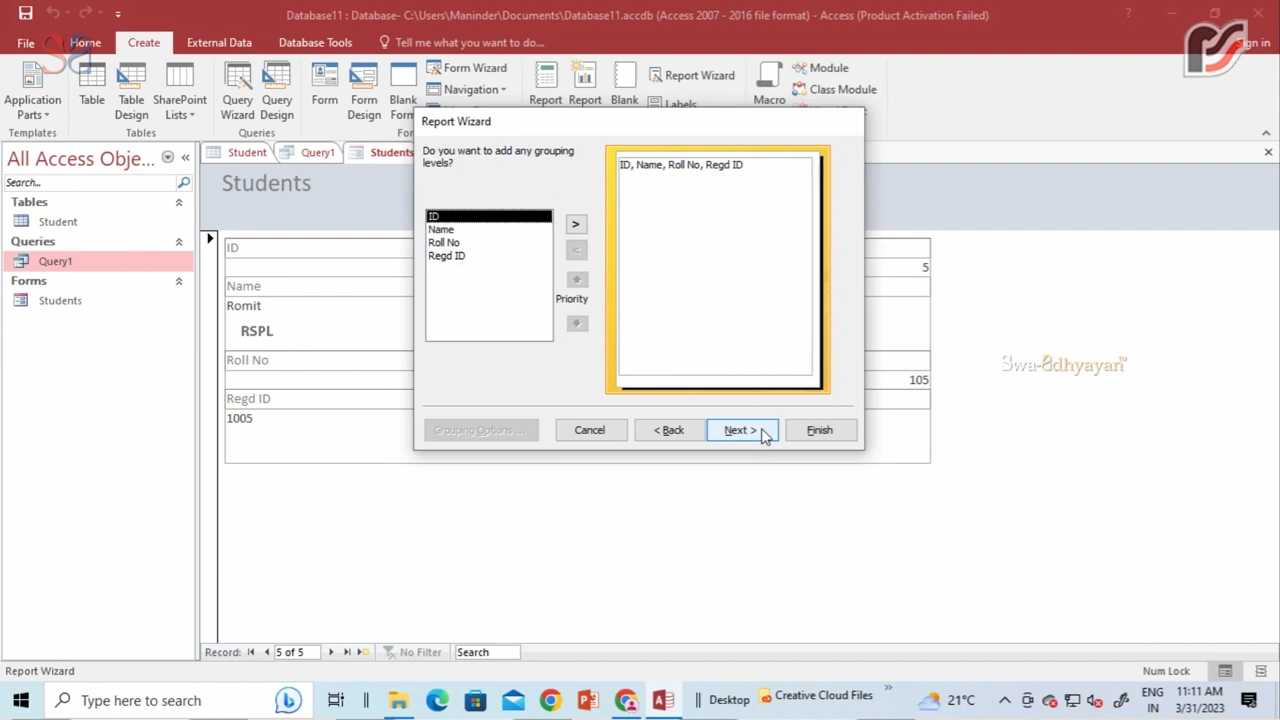 Database11 : Database- C:\Users\Maninder\Documents\Database11.accdb (Access 2007 - 2016 file format) - Access (Product Activation Failed)
Sign in
File Home Create External Data Database Tools Tell me what you want to do...
Application Parts
Table
Table Design
SharePoint Lists
Query Wizard
Query Design
Form
Form Design
Blank Form
Form Wizard
Navigation
Report
Report
Blank
Report Wizard
Labels
Macro
Module
Class Module
Templates
Tables
Queries
All Access Obje...
Search...
Tables
Student
Queries
Query1
Forms
Students
Student Query1 Students
Students
ID
5
Name
Romit
RSPL
Roll No
105
Regd ID
1005
Report Wizard
Do you want to add any grouping
levels?
ID
Name
Roll No
Regd ID
>
<
Priority
ID, Name, Roll No, Regd ID
Grouping Options ... Cancel < Back Next > Finish
Swa-adhyayan™
Record: 5 of 5 No Filter Search
Report Wizard
Num Lock
Type here to search
Desktop
Creative Cloud Files
21°C
ENG
IN
11:11 AM
3/31/2023